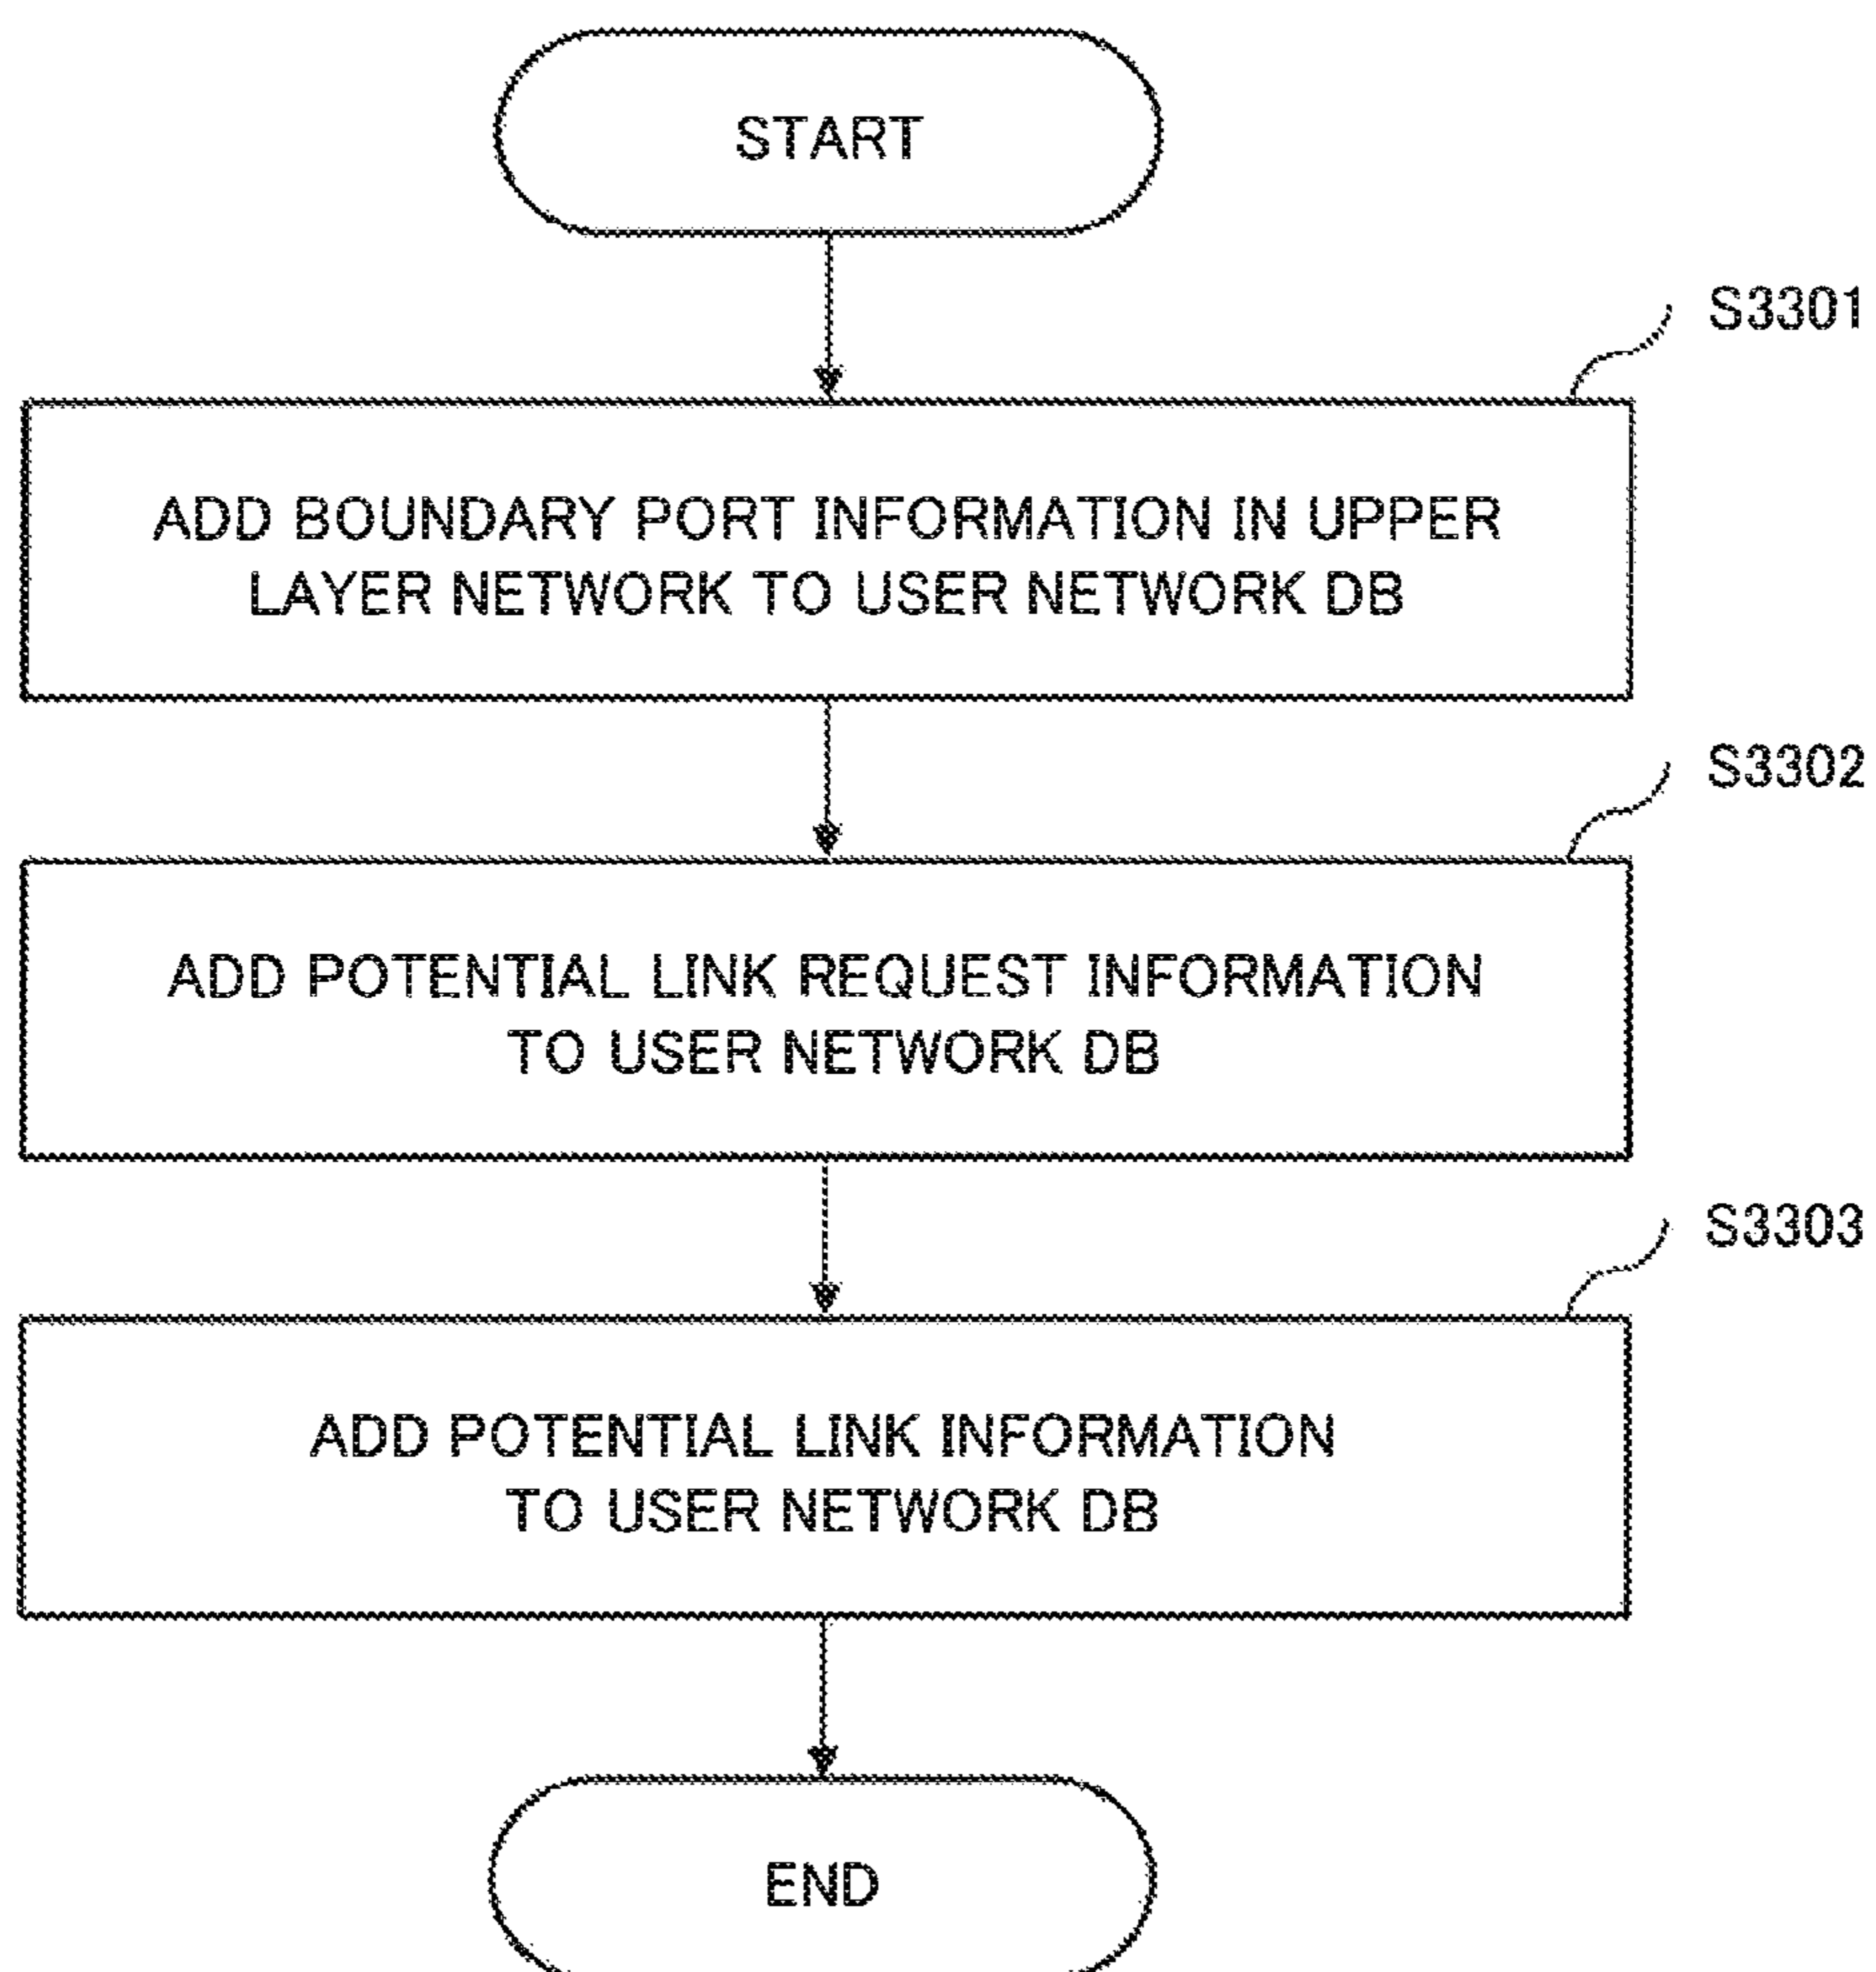 START
S3301
ADD BOUNDARY PORT INFORMATION IN UPPER
LAYER NETWORK TO USER NETWORK DB
S3302
ADD POTENTIAL LINK REQUEST INFORMATION
TO USER NETWORK DB
S3303
ADD POTENTIAL LINK INFORMATION
TO USER NETWORK DB
END